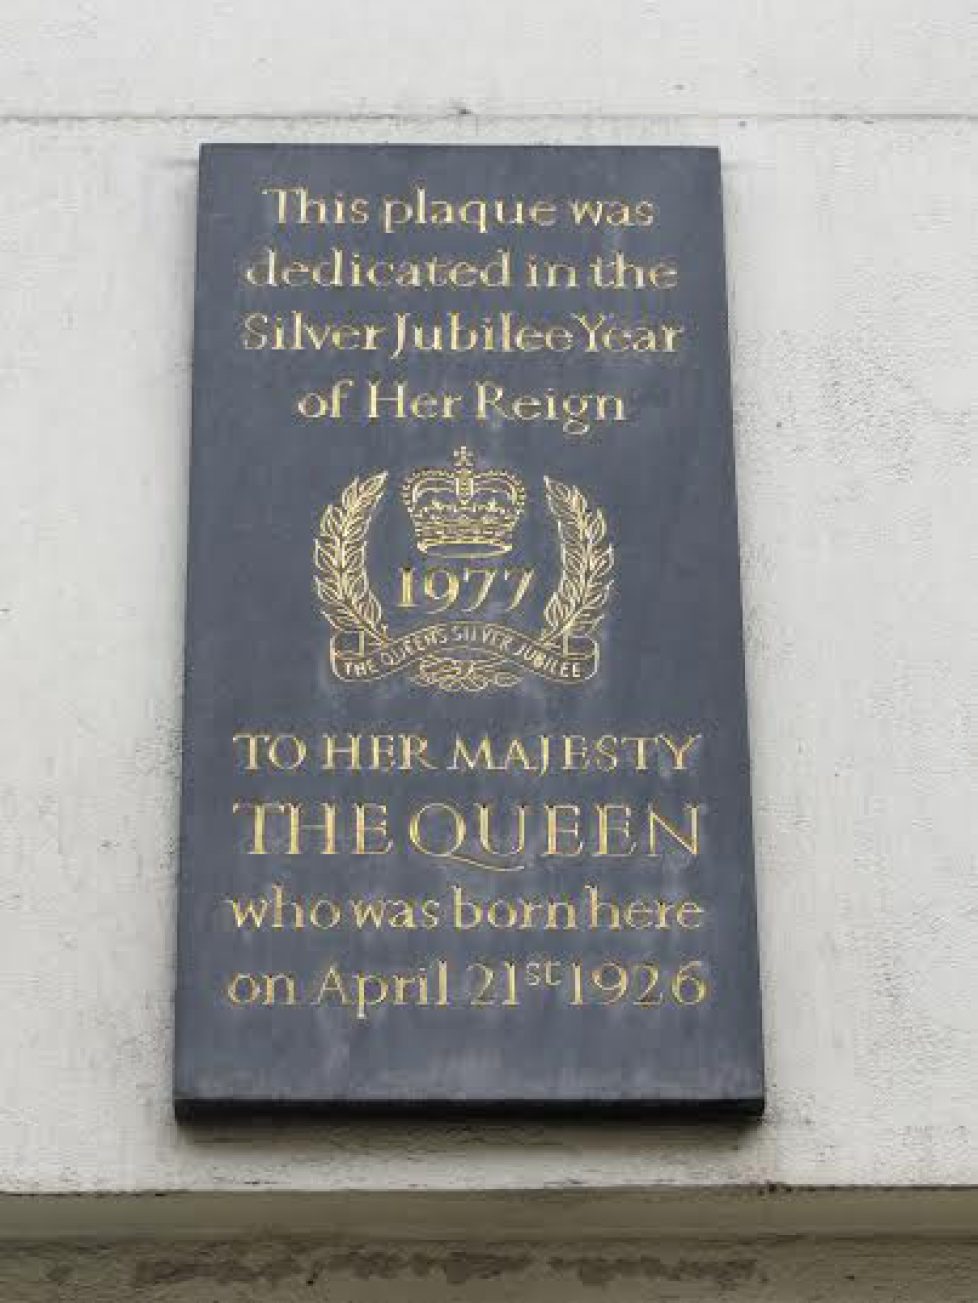 This plaque was
dedicated in the
Silver Jubilee Year
of Her Reign
1977
THE QUEEN'S SILVER JUBILEE
TO HER MAJESTY
THE QUEEN
who was born here
on April 21st 1926